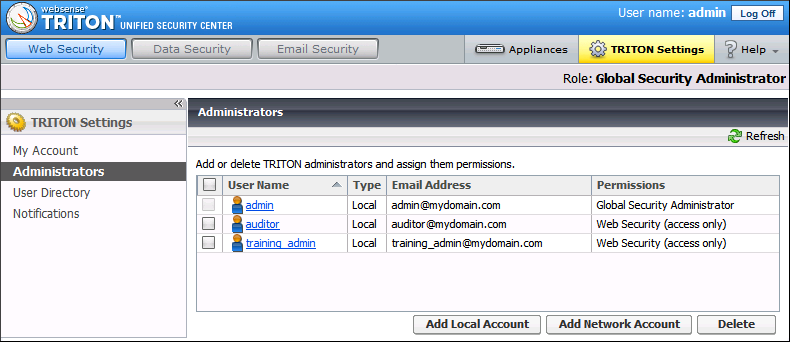 websense
TRITON™ UNIFIED SECURITY CENTER
User name: admin
Log Off
Web Security
Data Security
Email Security
Appliances
TRITON Settings
Help
Role: Global Security Administrator
«
TRITON Settings
My Account
Administrators
User Directory
Notifications
Administrators
Refresh
Add or delete TRITON administrators and assign them permissions.
User Name Type Email Address Permissions
admin Local admin@mydomain.com Global Security Administrator
auditor Local auditor@mydomain.com Web Security (access only)
training_admin Local training_admin@mydomain.com Web Security (access only)
Add Local Account
Add Network Account
Delete